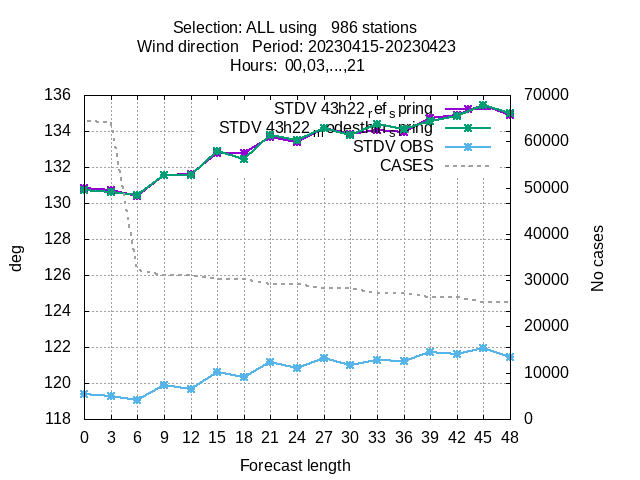 Selection: ALL using   986 stations
Wind direction   Period: 20230415-20230423
Hours:  00,03,...,21
136
134
132
130
128
126
124
122
120
118
deg
STDV 43h22_ref_spring
STDV OBS
CASES
70000
60000
50000
40000
30000
20000
10000
0
No cases
0 3 6 9 12 15 18 21 24 27 30 33 36 39 42 45 48
Forecast length